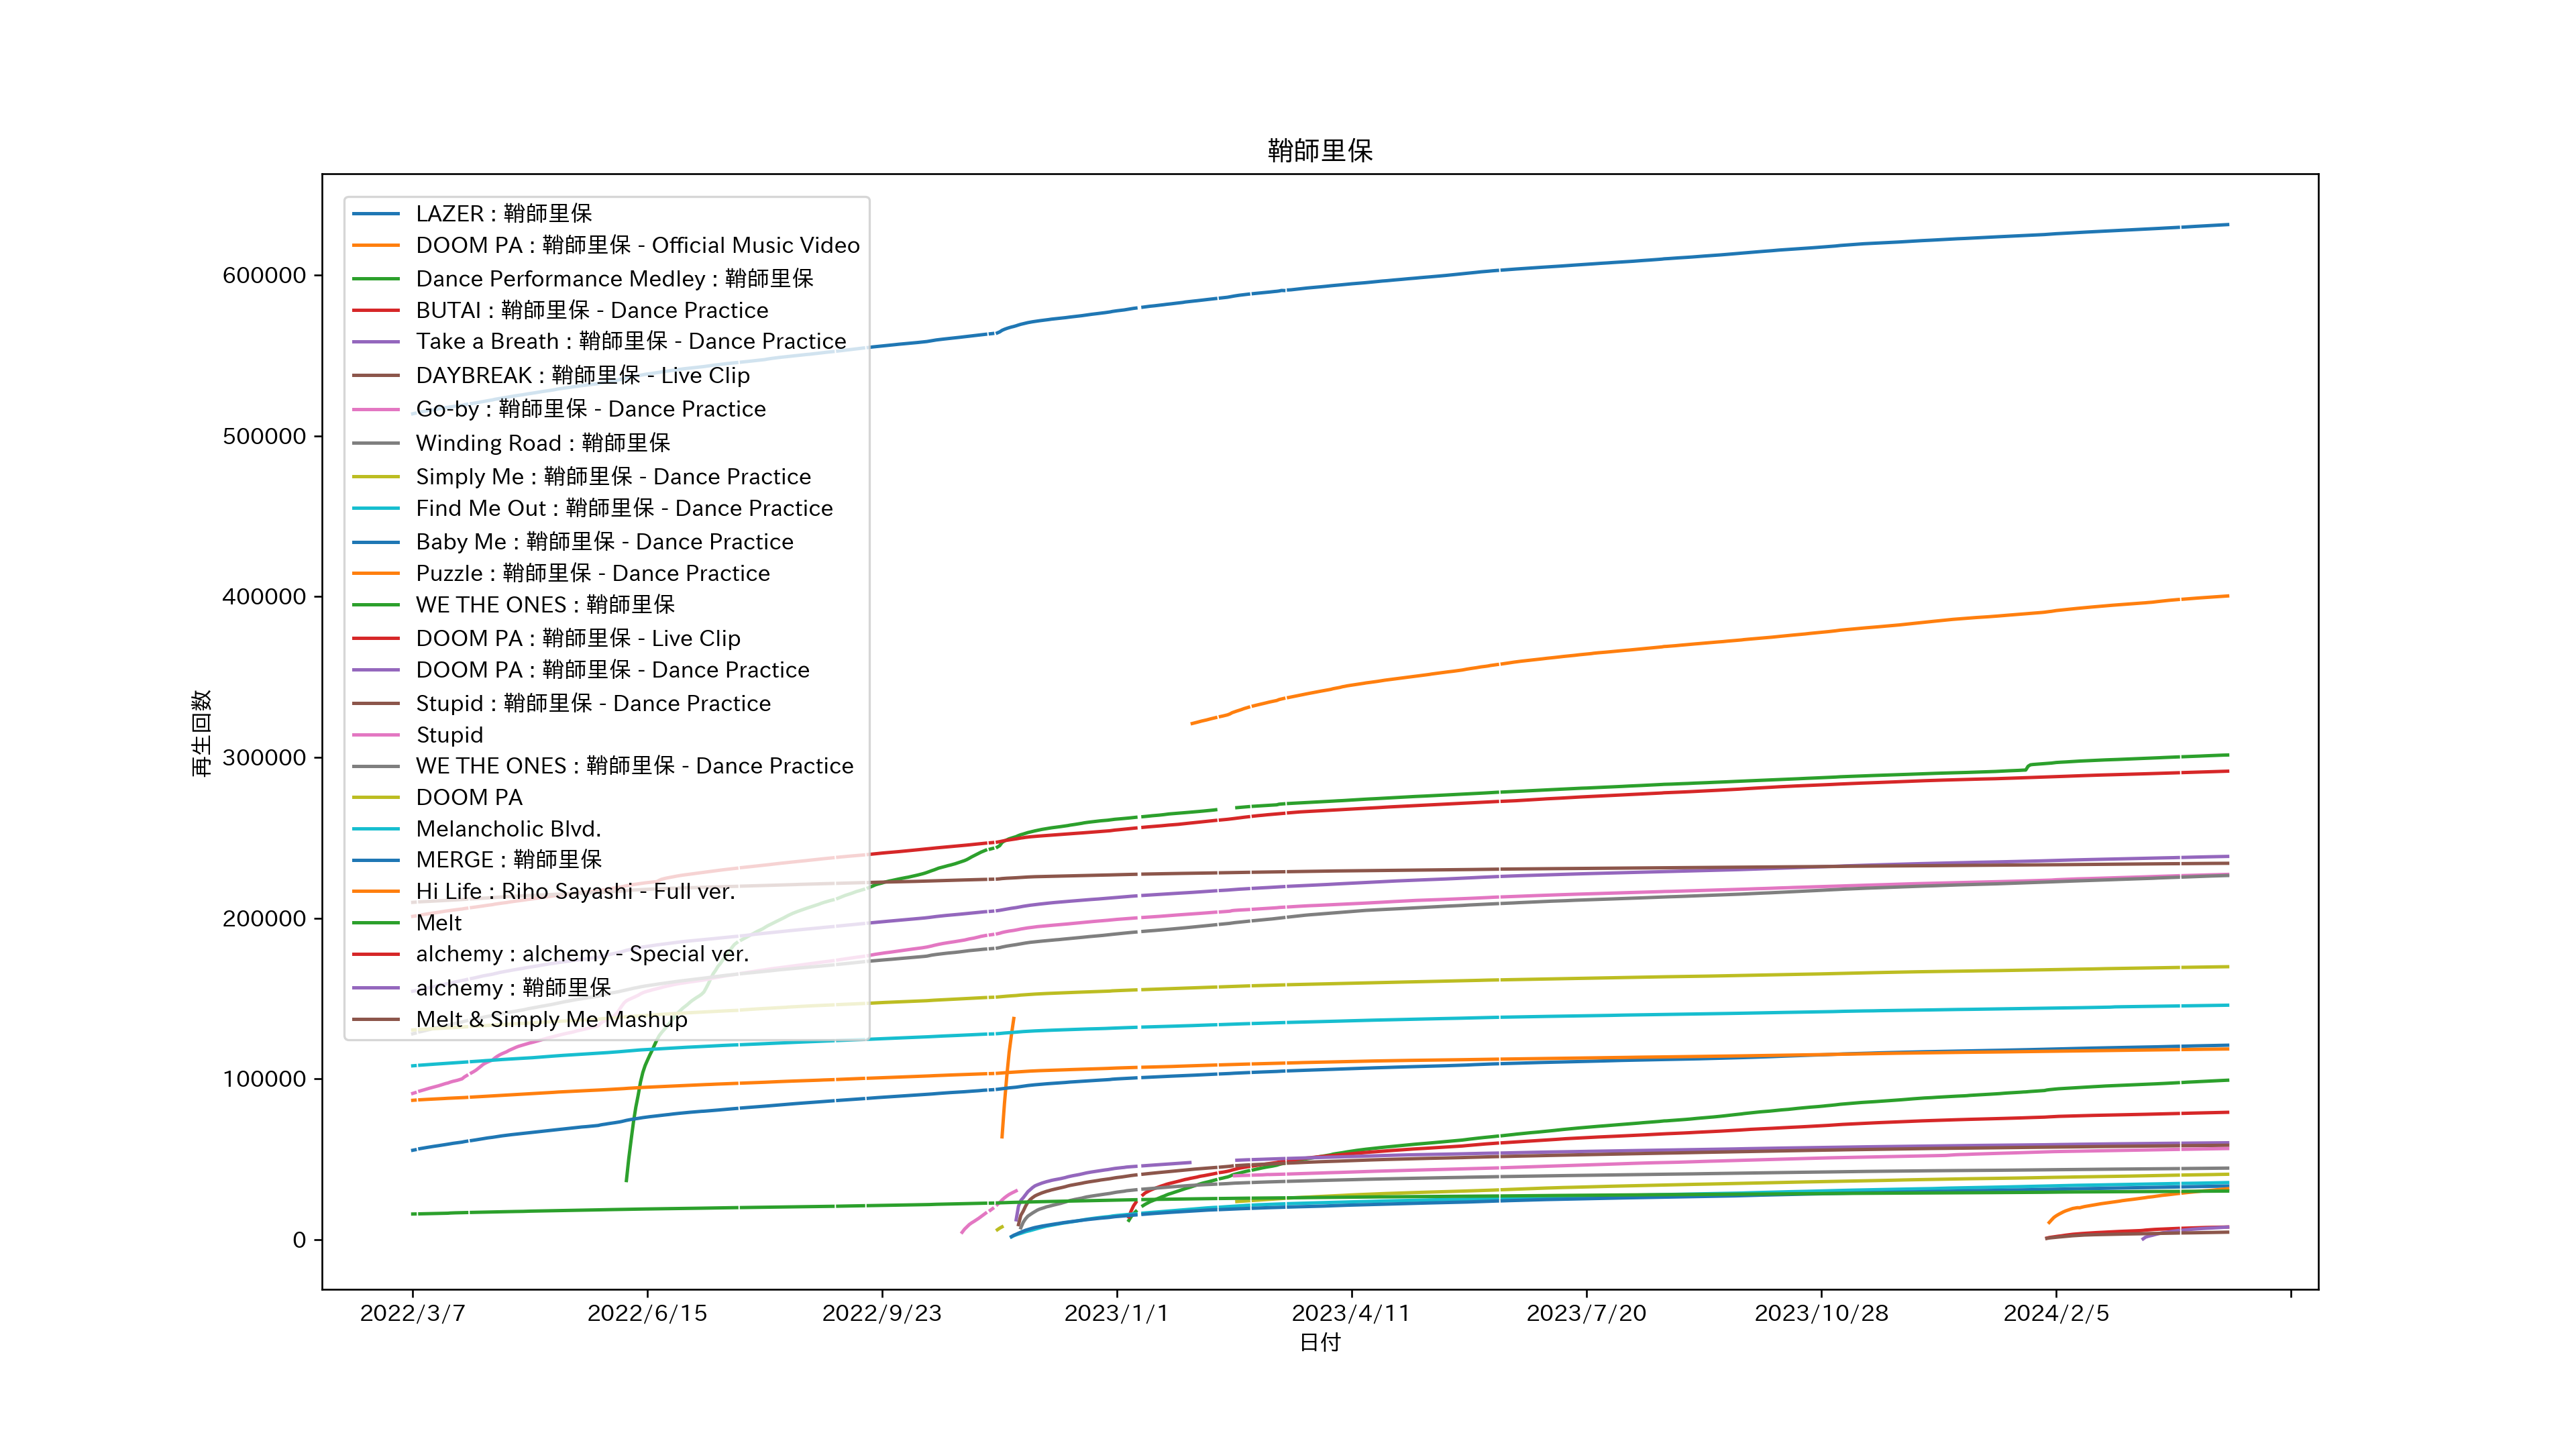 鞘師里保
LAZER : 鞘師里保
DOOM PA : 鞘師里保 - Official Music Video
Dance Performance Medley : 鞘師里保
BUTAI : 鞘師里保 - Dance Practice
Take a Breath : 鞘師里保 - Dance Practice
DAYBREAK : 鞘師里保 - Live Clip
Go-by : 鞘師里保 - Dance Practice
Winding Road : 鞘師里保
Simply Me : 鞘師里保 - Dance Practice
Find Me Out : 鞘師里保 - Dance Practice
Baby Me : 鞘師里保 - Dance Practice
Puzzle : 鞘師里保 - Dance Practice
WE THE ONES : 鞘師里保
DOOM PA : 鞘師里保 - Live Clip
DOOM PA : 鞘師里保 - Dance Practice
Stupid : 鞘師里保 - Dance Practice
Stupid
WE THE ONES : 鞘師里保 - Dance Practice
DOOM PA
Melancholic Blvd.
MERGE : 鞘師里保
Hi Life : Riho Sayashi - Full ver.
Melt
alchemy : alchemy - Special ver.
alchemy : 鞘師里保
Melt & Simply Me Mashup
再生回数
600000
500000
400000
300000
200000
100000
0
2022/3/7 2022/6/15 2022/9/23 2023/1/1 2023/4/11 2023/7/20 2023/10/28 2024/2/5
日付